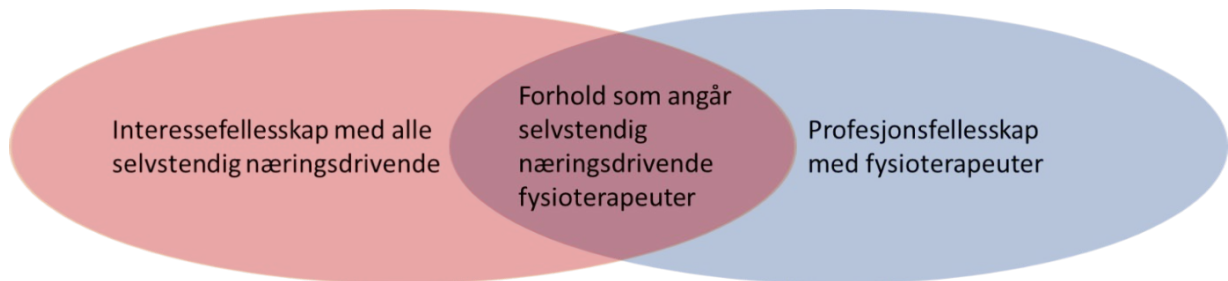 Interessefellesskap med alle
selvstendig næringsdrivende
Forhold som angår
selvstendig
næringsdrivende
fysioterapeuter
Profesjonsfellesskap
med fysioterapeuter